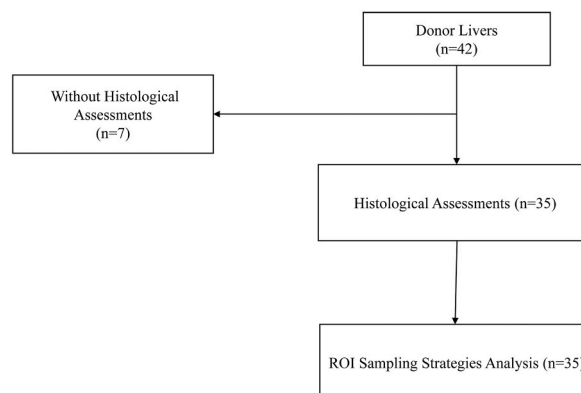 Donor Livers
(n=42)
Without Histological
Assessments
(n=7)
Histological Assessments (n=35)
ROI Sampling Strategies Analysis (n=35)